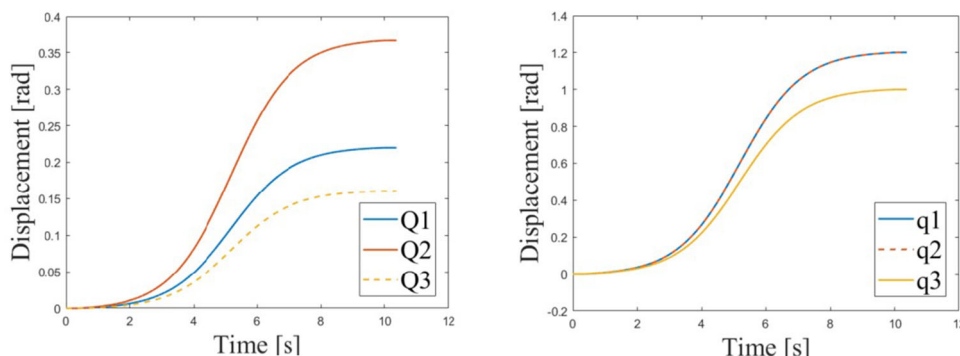 0.4
0.35
0.3
0.25
0.2
0.15
0.1
0.05
0
Displacement [rad]
0 2 4 6 8 10 12
Time [s]
Q1
Q2
Q3
1.4
1.2
1
0.8
0.6
0.4
0.2
0
-0.2
Displacement [rad]
0 2 4 6 8 10 12
Time [s]
q1
q2
q3